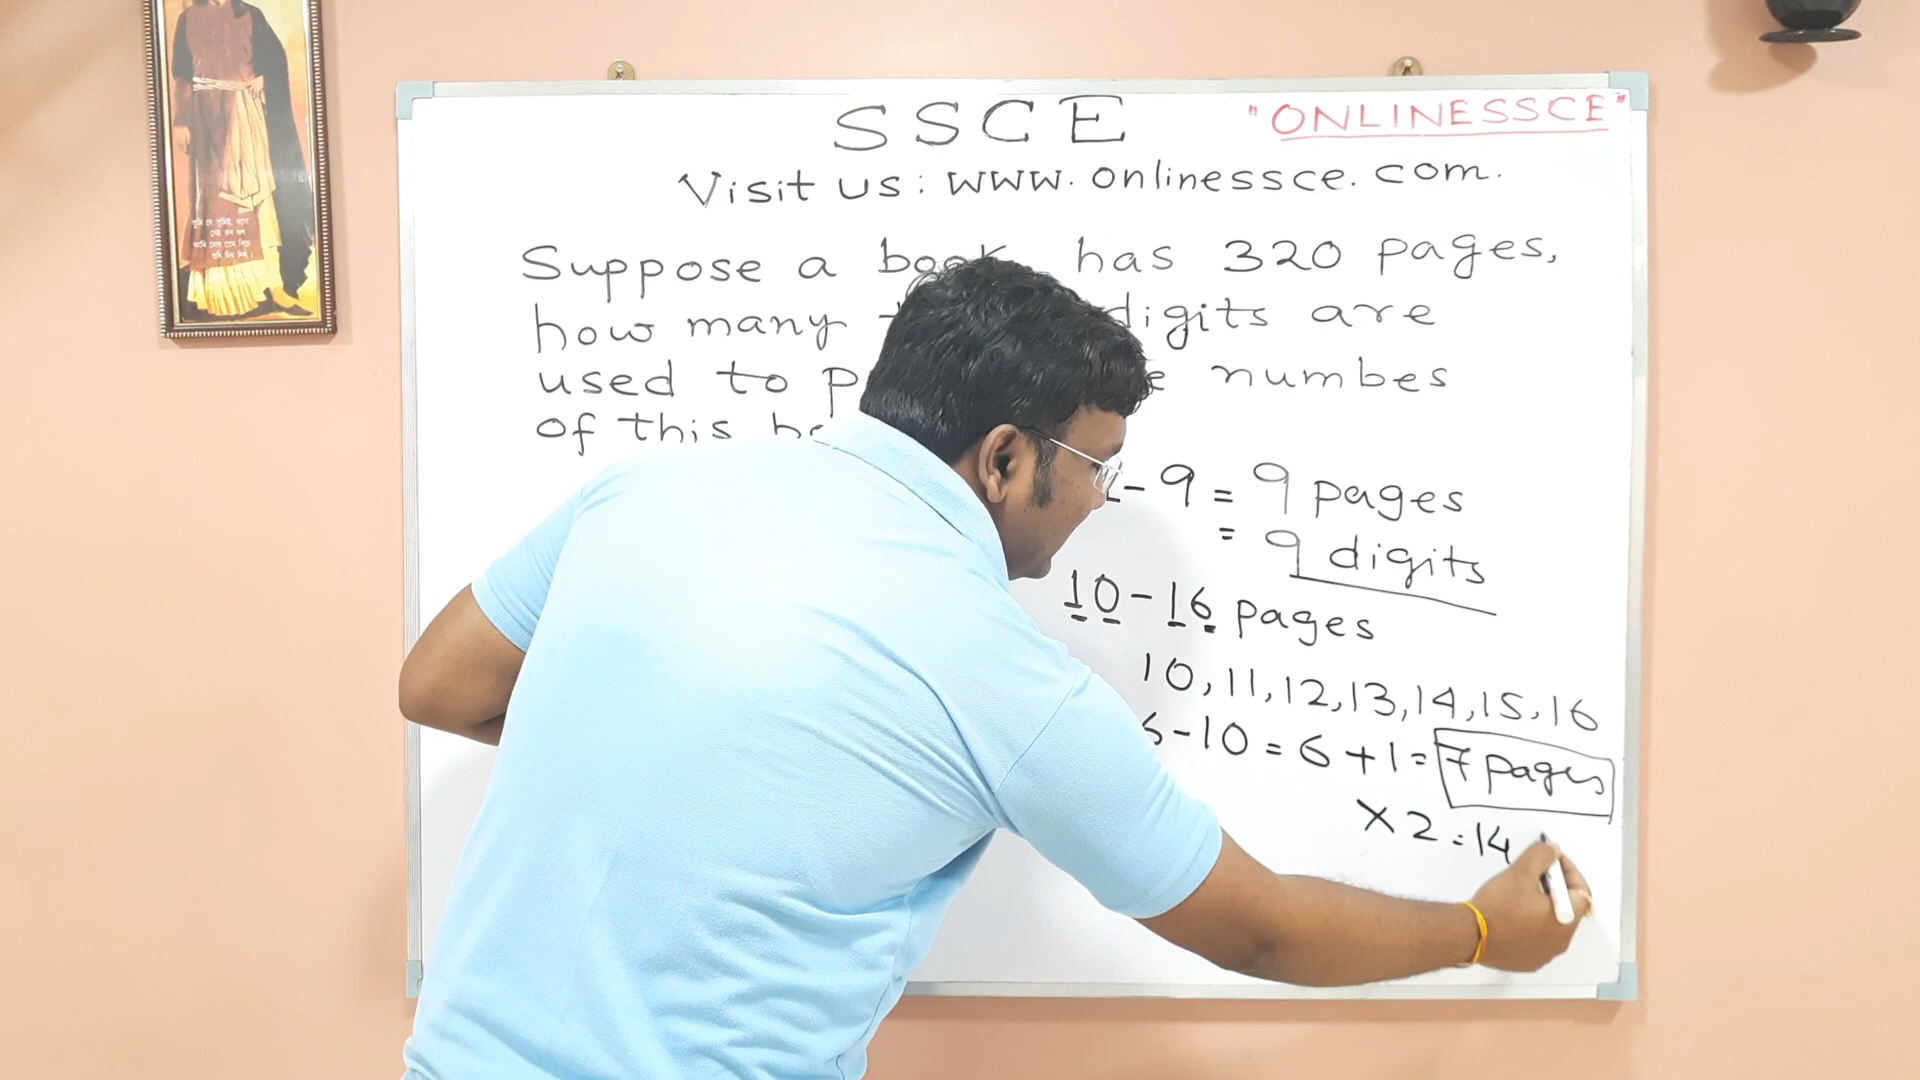 SSCE
"ONLINESSCE"
Visit us: www.onlinessce.com.
Suppose a book has 320 pages,
how many digits are
used to numbes
of this
- 9 = 9 pages
= 9 digits
10 - 16 pages
10, 11, 12, 13, 14, 15, 16
- 10 = 6 + 1 = 7 pages
× 2 = 14